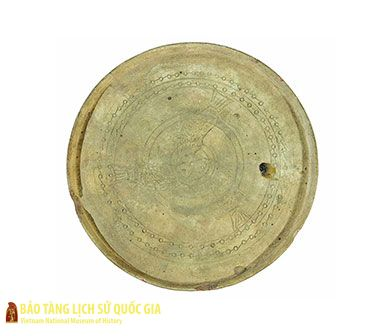 BẢO TÀNG LỊCH SỬ QUỐC GIA
Vietnam National Museum of History